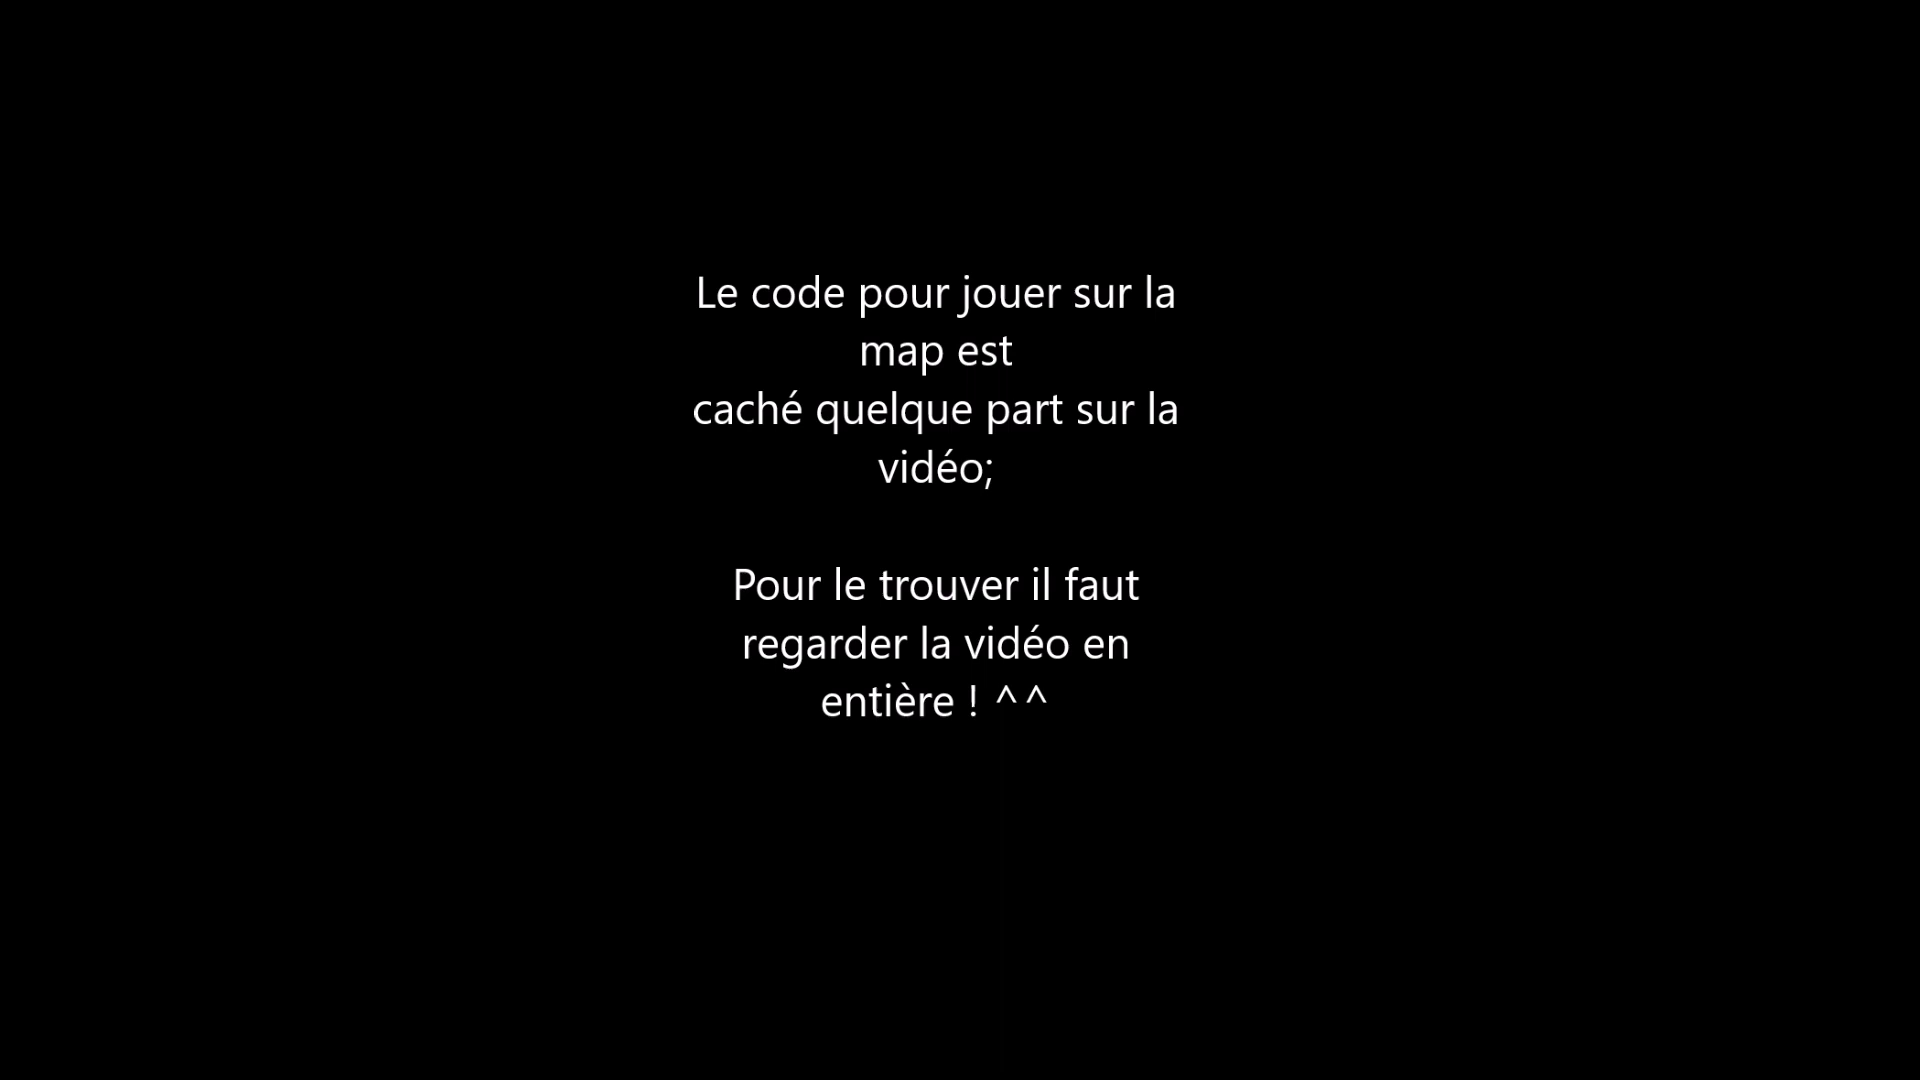 Le code pour jouer sur la
map est
caché quelque part sur la
vidéo;
Pour le trouver il faut
regarder la vidéo en
entière ! ^^